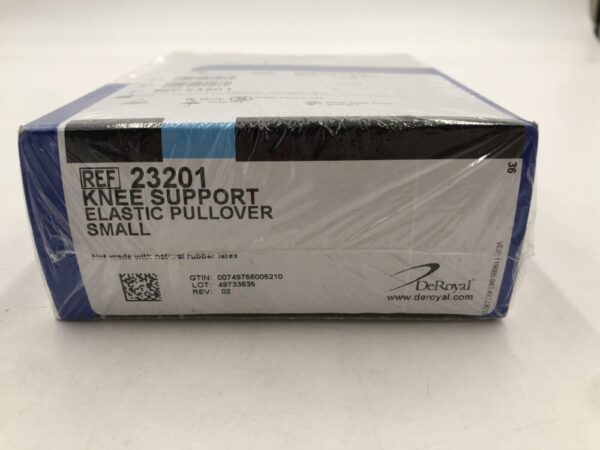 REF 23201
KNEE SUPPORT
ELASTIC PULLOVER
SMALL
Not made with natural rubber latex
GTIN: 00749756005210
LOT: 49733635
REV: 02
DeRoyal
www.deroyal.com
36